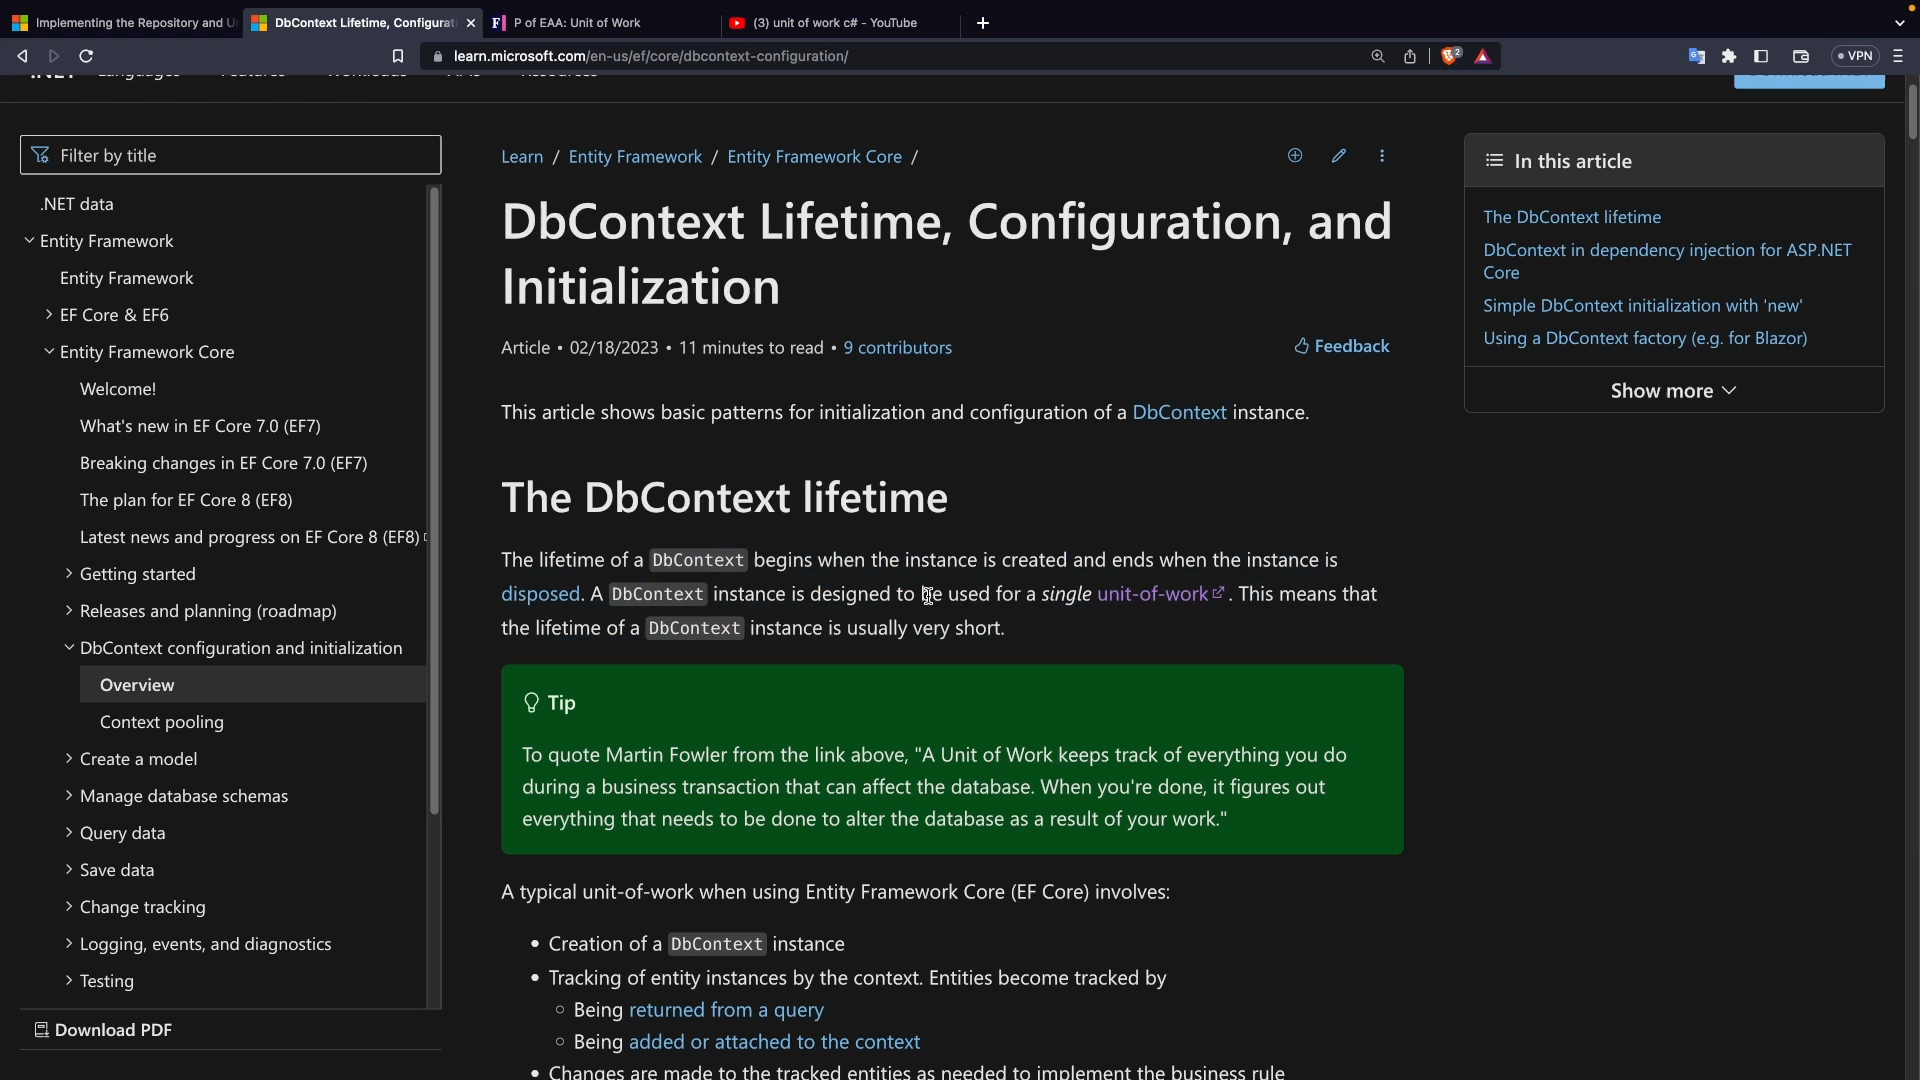 Implementing the Repository and U
DbContext Lifetime, Configurati
P of EAA: Unit of Work
(3) unit of work c# - YouTube
learn.microsoft.com/en-us/ef/core/dbcontext-configuration/
2
VPN
.NET
Filter by title
.NET data
Entity Framework
Entity Framework
EF Core & EF6
Entity Framework Core
Welcome!
What's new in EF Core 7.0 (EF7)
Breaking changes in EF Core 7.0 (EF7)
The plan for EF Core 8 (EF8)
Latest news and progress on EF Core 8 (EF8)
Getting started
Releases and planning (roadmap)
DbContext configuration and initialization
Overview
Context pooling
Create a model
Manage database schemas
Query data
Save data
Change tracking
Logging, events, and diagnostics
Testing
Download PDF
Learn / Entity Framework / Entity Framework Core /
DbContext Lifetime, Configuration, and
Initialization
Article • 02/18/2023 • 11 minutes to read • 9 contributors
Feedback
This article shows basic patterns for initialization and configuration of a DbContext instance.
The DbContext lifetime
The lifetime of a DbContext begins when the instance is created and ends when the instance is
disposed. A DbContext instance is designed to be used for a single unit-of-work. This means that
the lifetime of a DbContext instance is usually very short.
Tip
To quote Martin Fowler from the link above, "A Unit of Work keeps track of everything you do
during a business transaction that can affect the database. When you're done, it figures out
everything that needs to be done to alter the database as a result of your work."
A typical unit-of-work when using Entity Framework Core (EF Core) involves:
• Creation of a DbContext instance
• Tracking of entity instances by the context. Entities become tracked by
○ Being returned from a query
○ Being added or attached to the context
• Changes are made to the tracked entities as needed to implement the business rule
In this article
The DbContext lifetime
DbContext in dependency injection for ASP.NET
Core
Simple DbContext initialization with 'new'
Using a DbContext factory (e.g. for Blazor)
Show more